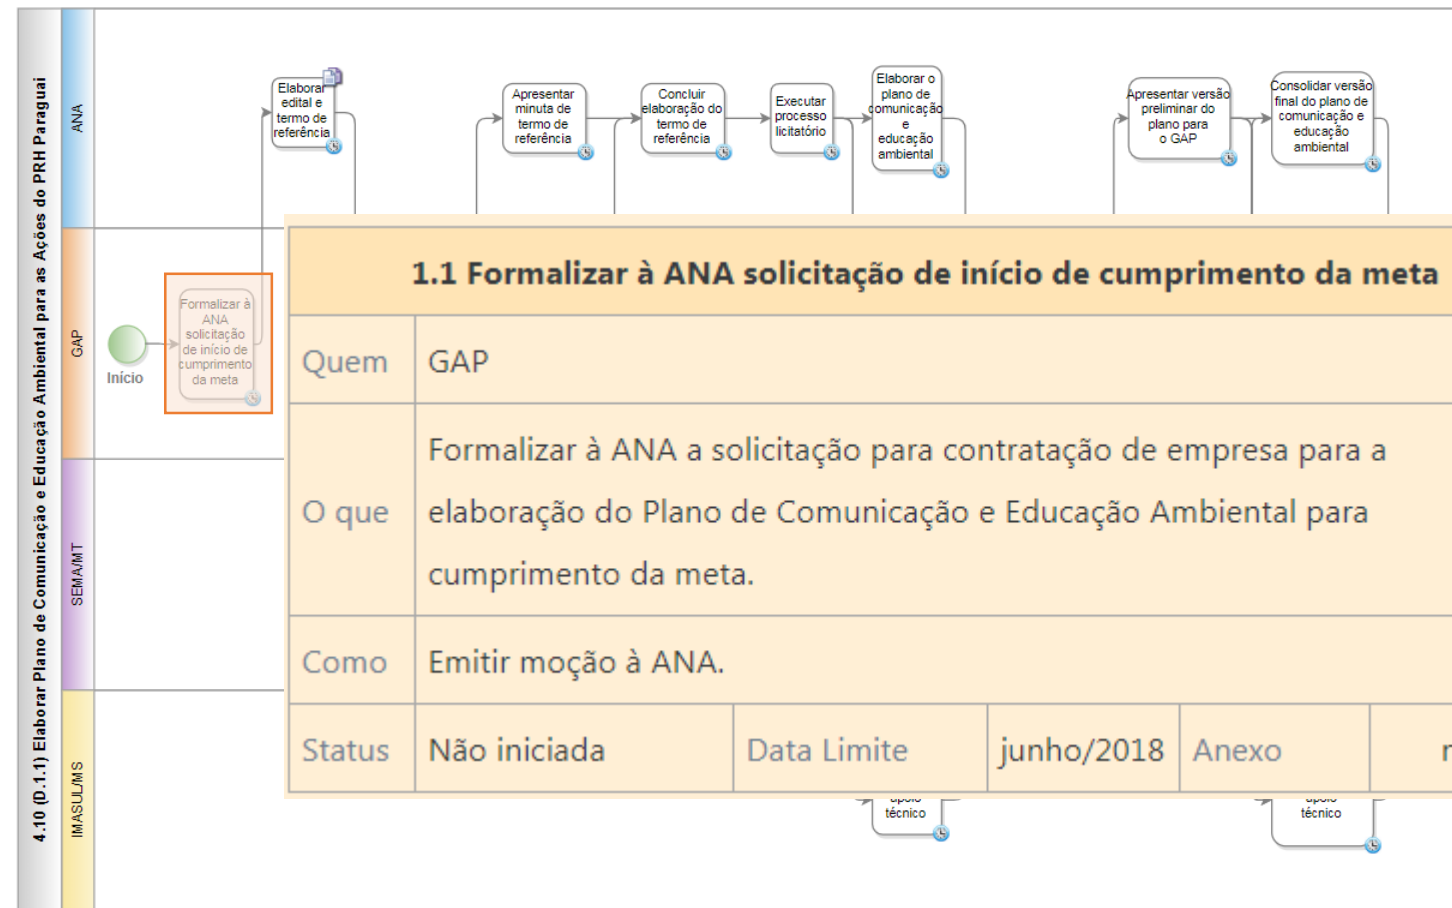 4.10 (D.1.1) Elaborar Plano de Comunicação e Educação Ambiental para as Ações do PRH Paraguai
ANA
Elaborar
edital e
termo de
referência
Apresentar
minuta de
termo de
referência
Concluir
elaboração do
termo de
referência
Executar
processo
licitatório
Elaborar o
plano de
comunicação
e
educação
ambiental
Apresentar versão
preliminar do
plano para
o GAP
Consolidar versão
final do plano de
comunicação e
educação
ambiental
GAP
Início
Formalizar à
ANA
solicitação
de início de
cumprimento
da meta
SEMA/MT
IMASUL/MS
1.1 Formalizar à ANA solicitação de início de cumprimento da meta
Quem GAP
O que
Formalizar à ANA a solicitação para contratação de empresa para a
elaboração do Plano de Comunicação e Educação Ambiental para
cumprimento da meta.
Como Emitir moção à ANA.
Status Não iniciada Data Limite junho/2018 Anexo
apoio
técnico
apoio
técnico